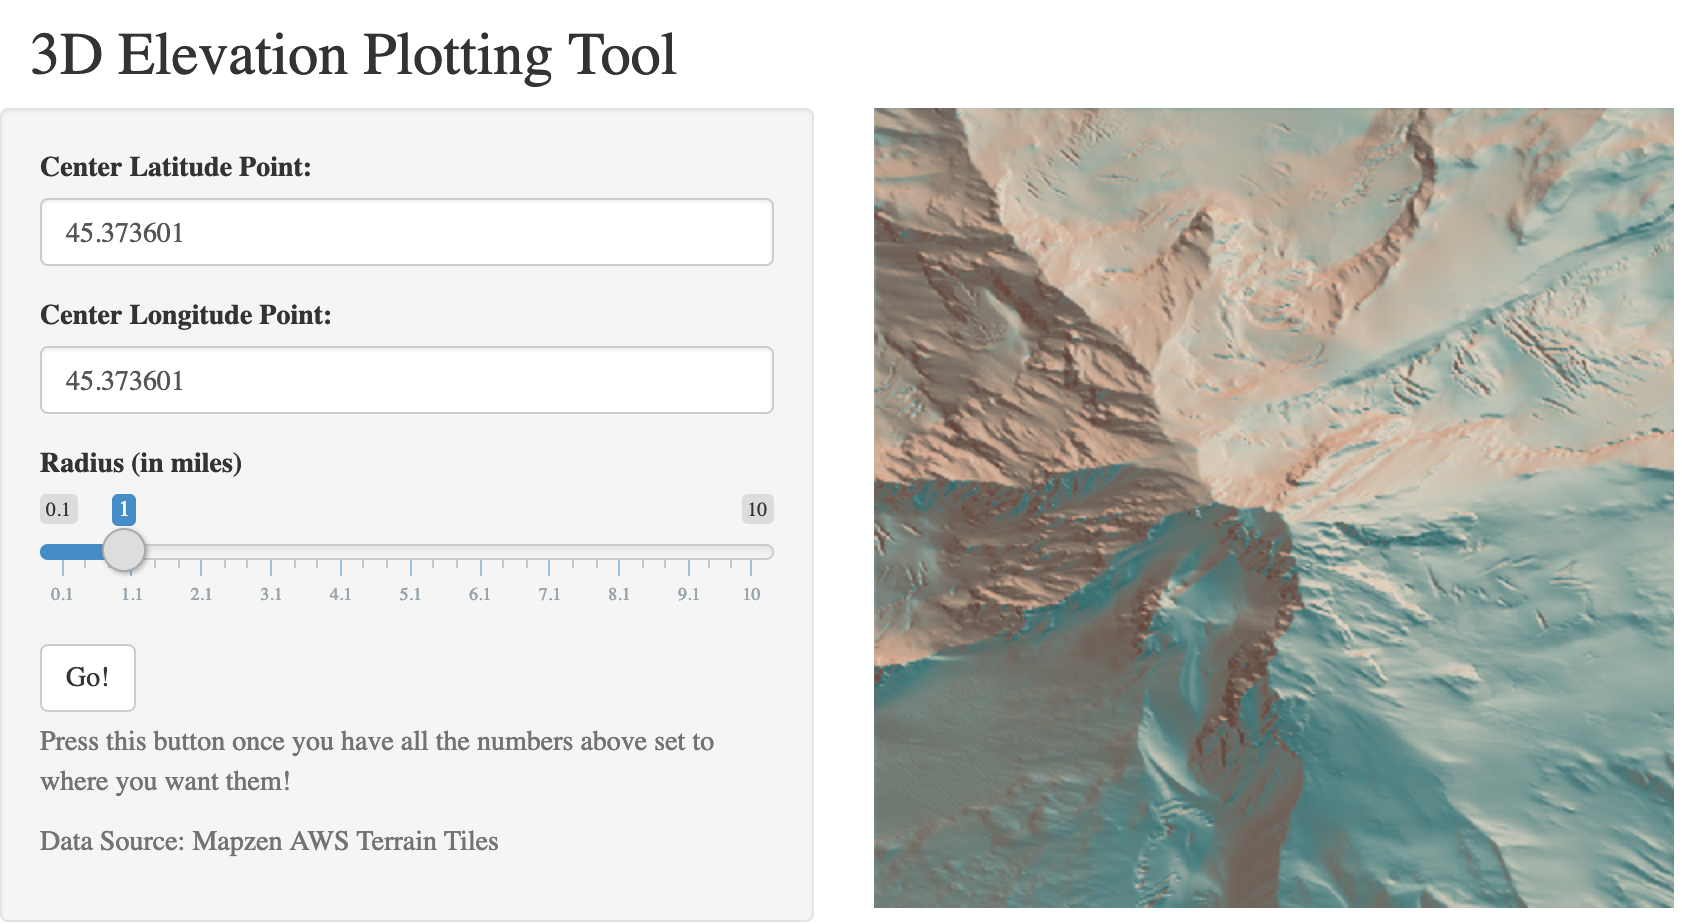 3D Elevation Plotting Tool
Center Latitude Point:
45.373601
Center Longitude Point:
45.373601
Radius (in miles)
0.1 1 10
0.1 1.1 2.1 3.1 4.1 5.1 6.1 7.1 8.1 9.1 10
Go!
Press this button once you have all the numbers above set to
where you want them!
Data Source: Mapzen AWS Terrain Tiles